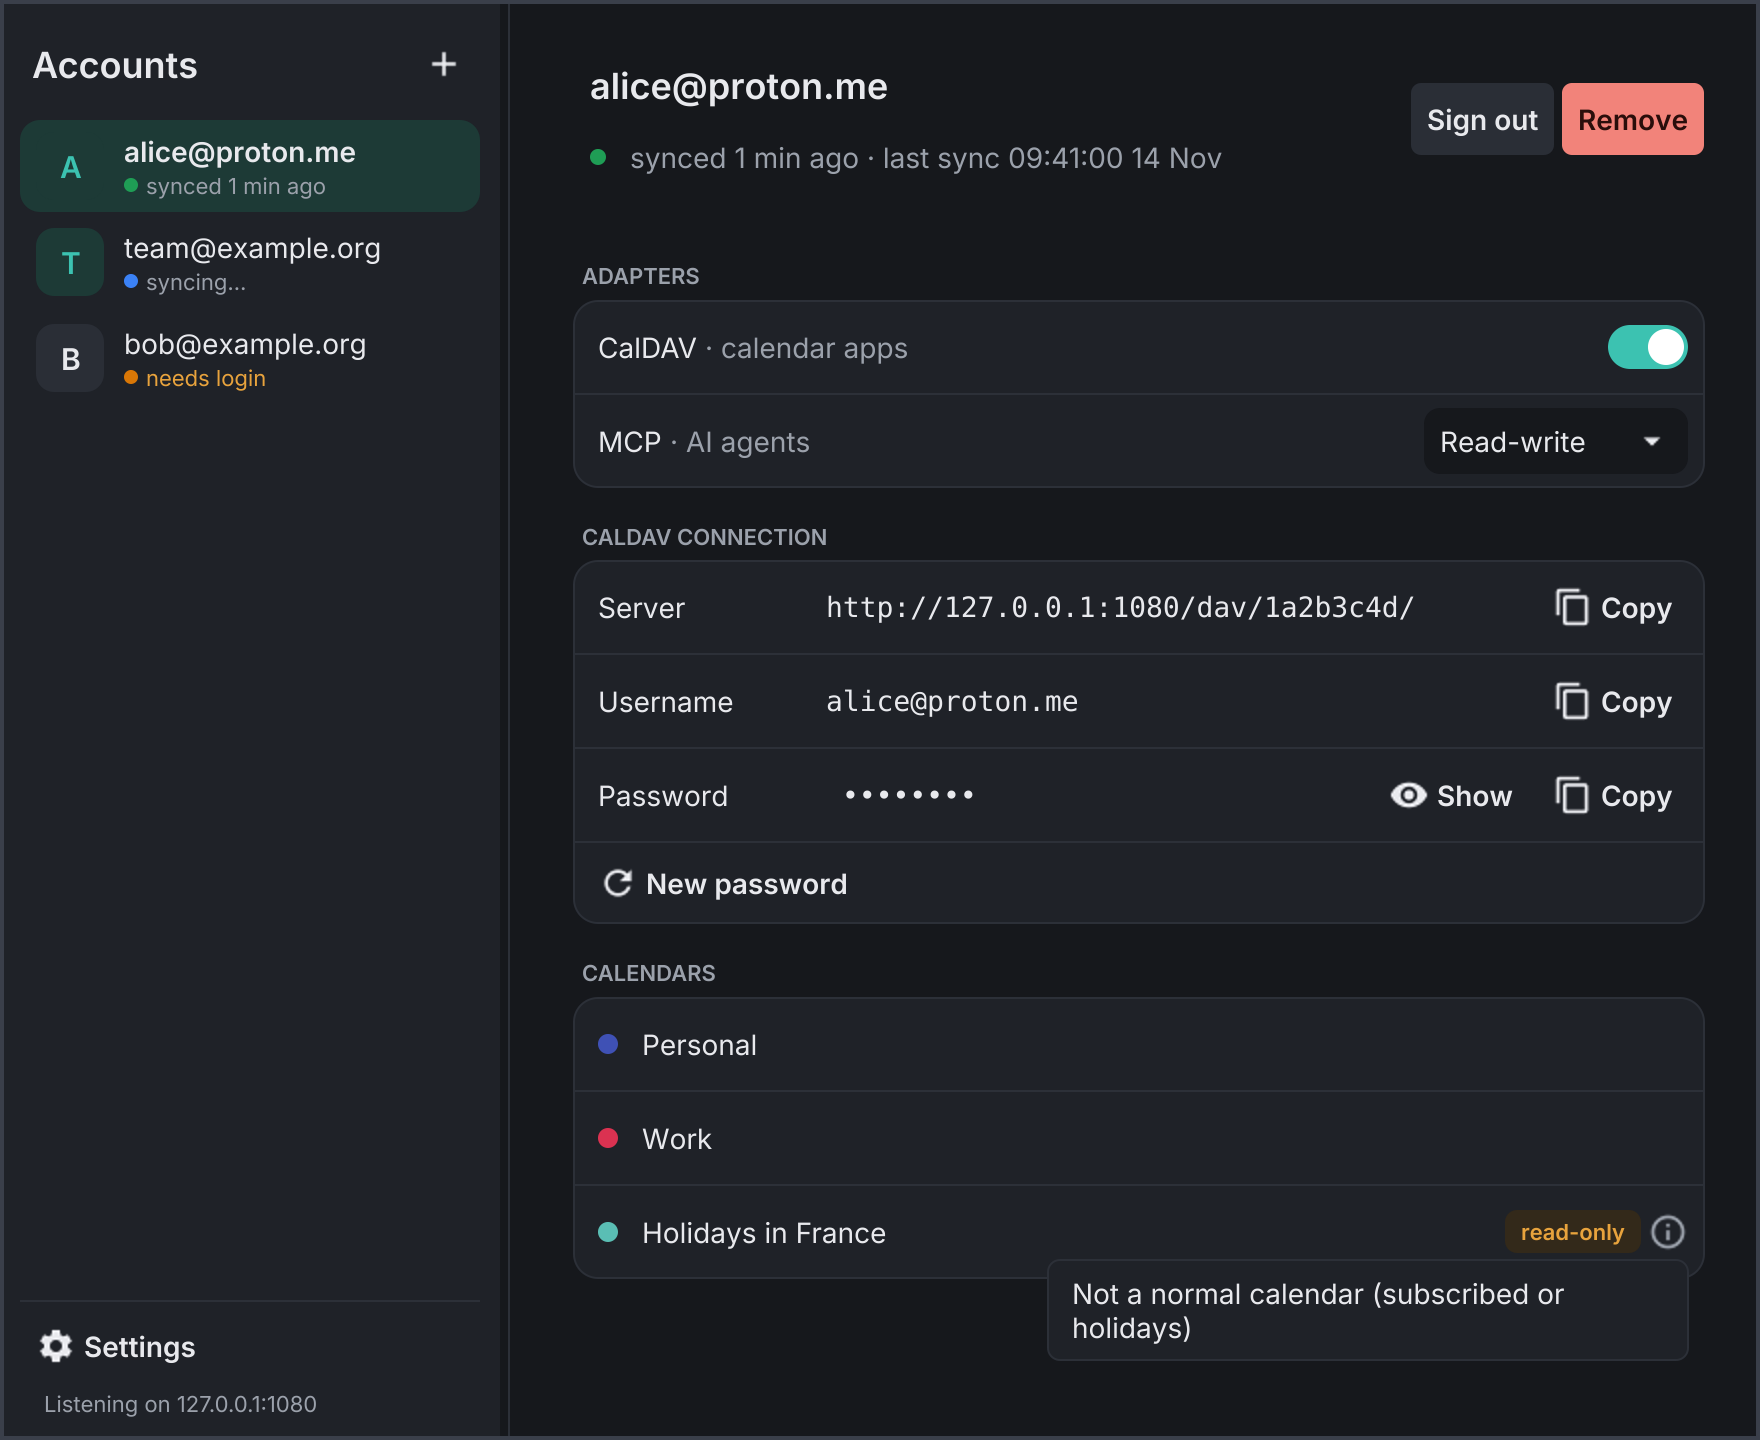 Accounts
+
A
alice@proton.me
synced 1 min ago
T
team@example.org
syncing...
B
bob@example.org
needs login
Settings
Listening on 127.0.0.1:1080
alice@proton.me
synced 1 min ago · last sync 09:41:00 14 Nov
Sign out
Remove
ADAPTERS
CalDAV · calendar apps
MCP · AI agents
Read-write
CALDAV CONNECTION
Server
http://127.0.0.1:1080/dav/1a2b3c4d/
Copy
Username
alice@proton.me
Copy
Password
••••••••
Show
Copy
New password
CALENDARS
Personal
Work
Holidays in France
read-only
Not a normal calendar (subscribed or
holidays)